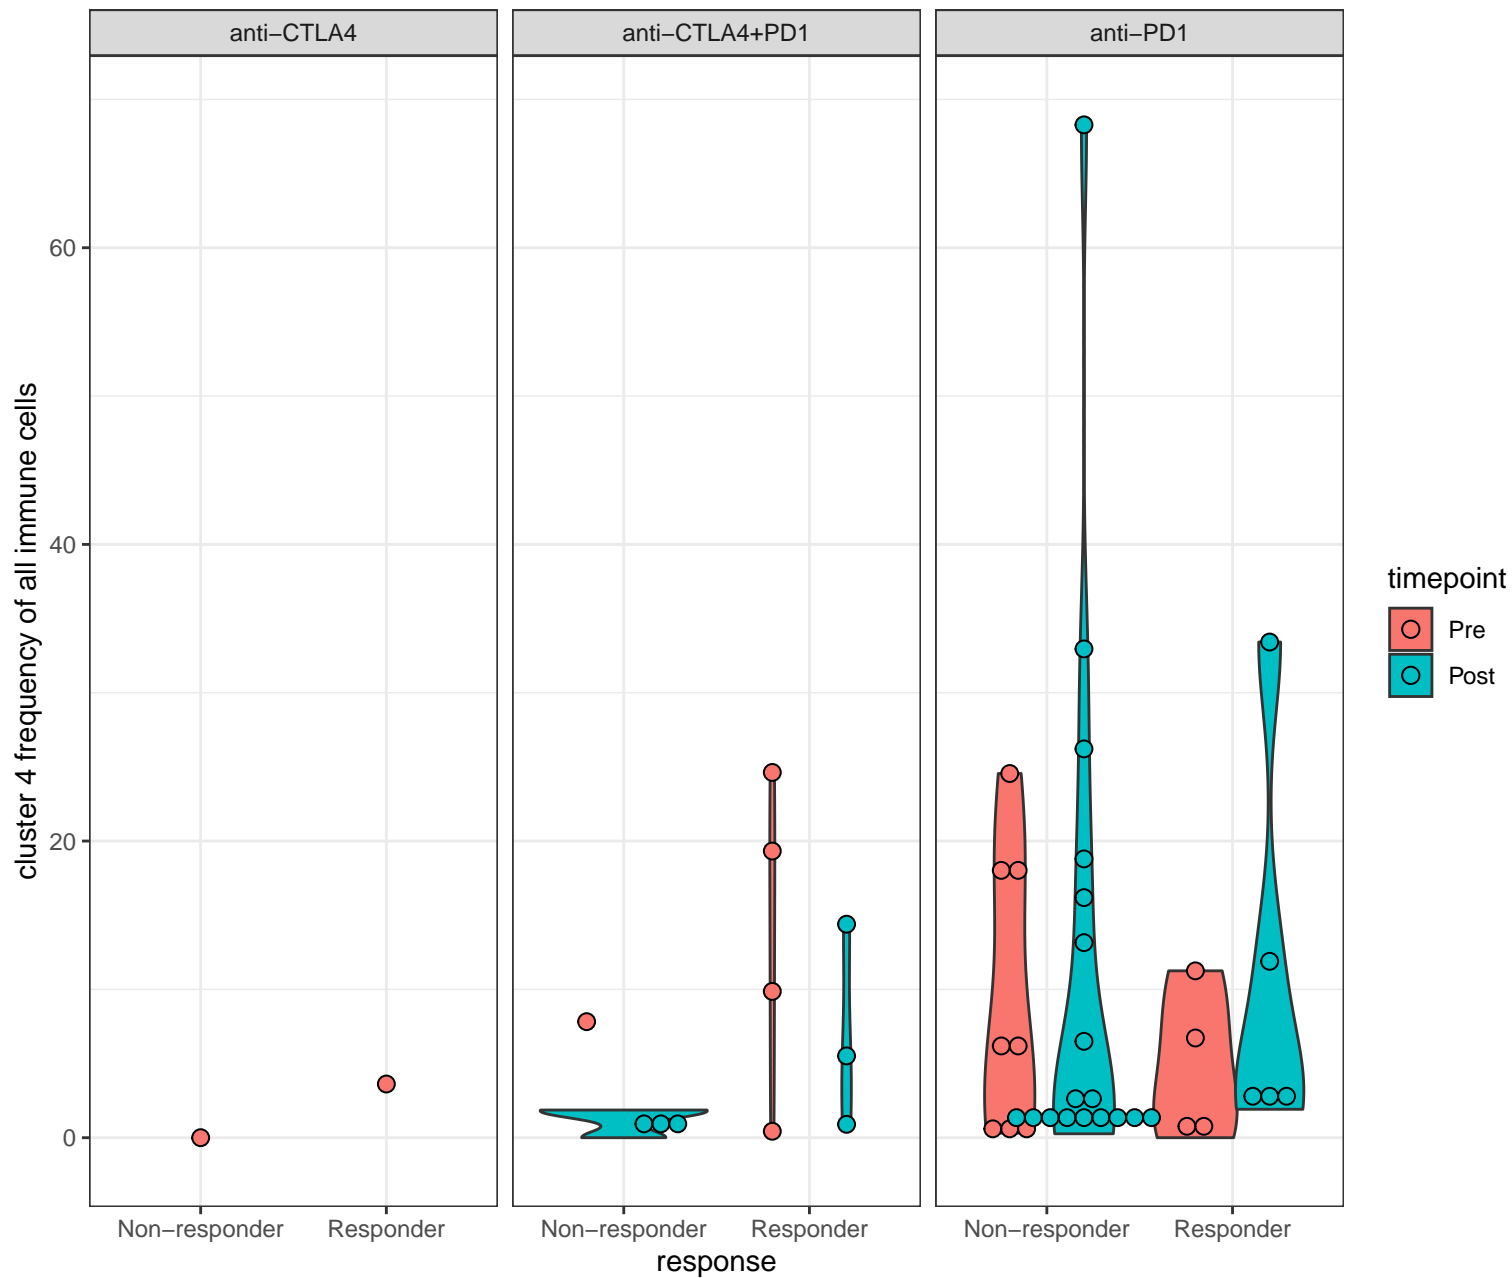 anti−CTLA4
anti−CTLA4+PD1
anti−PD1
cluster 4 frequency of all immune cells
60
40
20
0
Non−responder
Responder
Non−responder
Responder
Non−responder
Responder
response
timepoint
Pre
Post